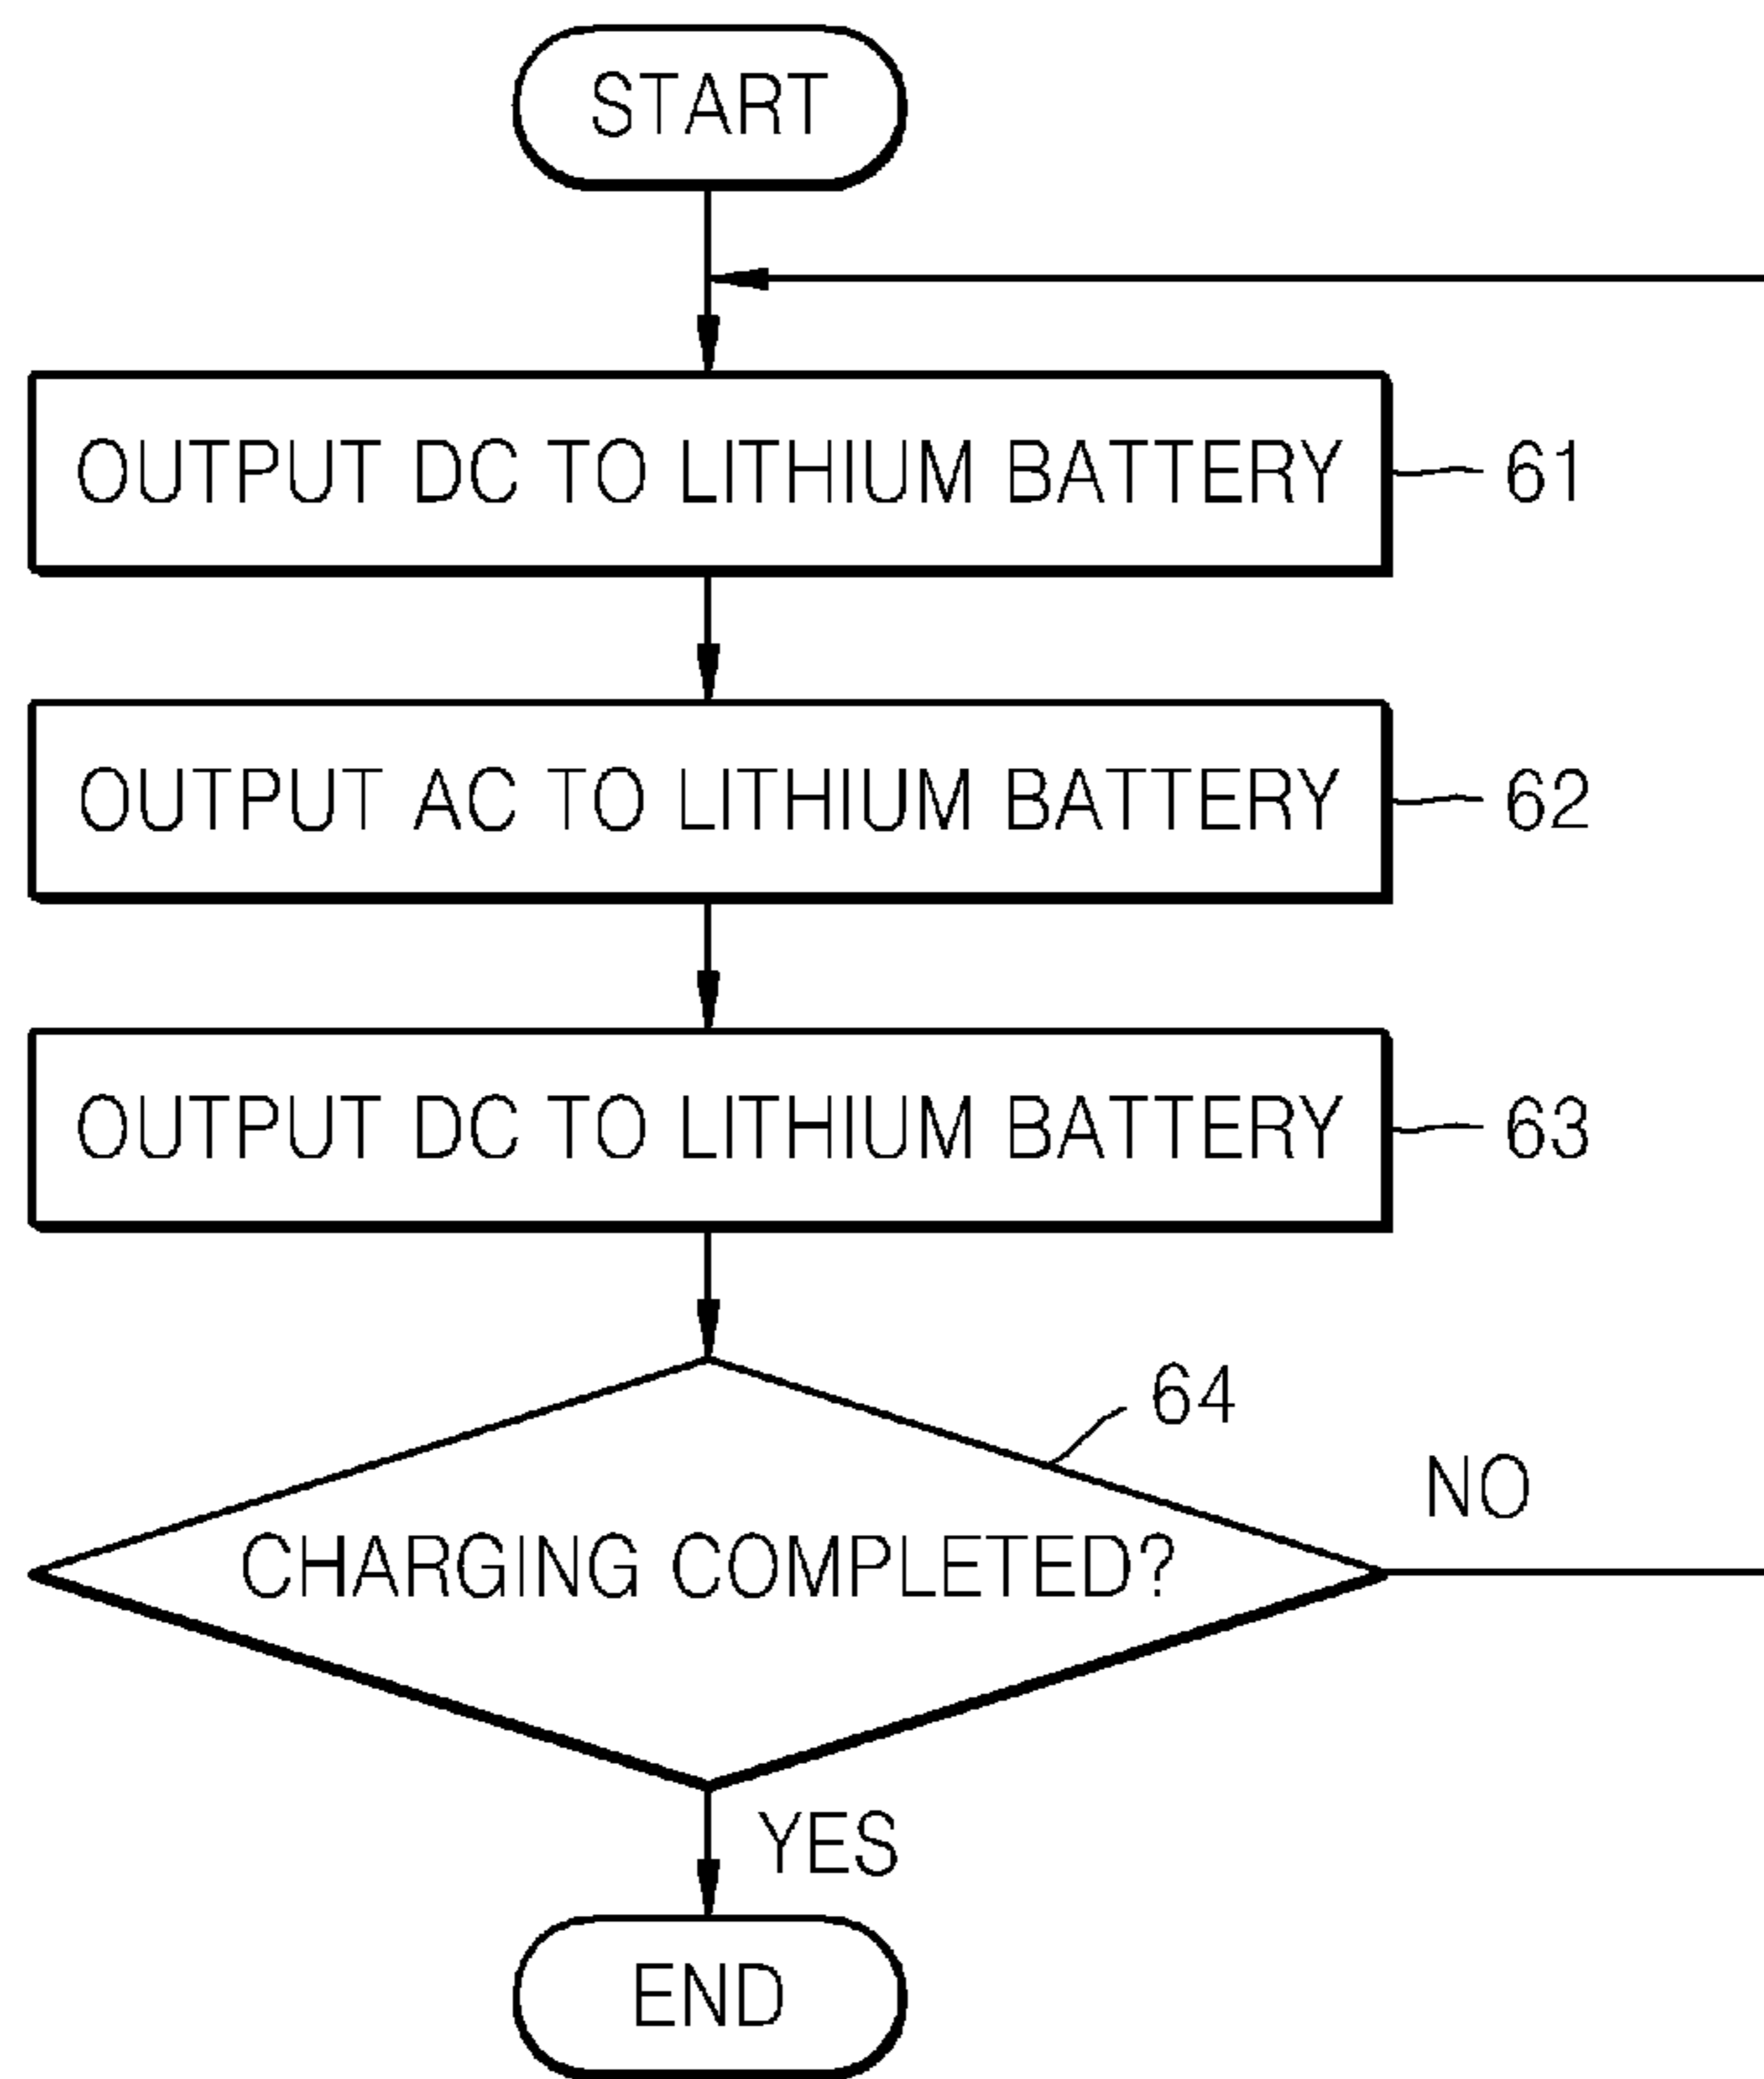 START
OUTPUT DC TO LITHIUM BATTERY
61
OUTPUT AC TO LITHIUM BATTERY
62
OUTPUT DC TO LITHIUM BATTERY
63
64
NO
CHARGING COMPLETED?
YES
END